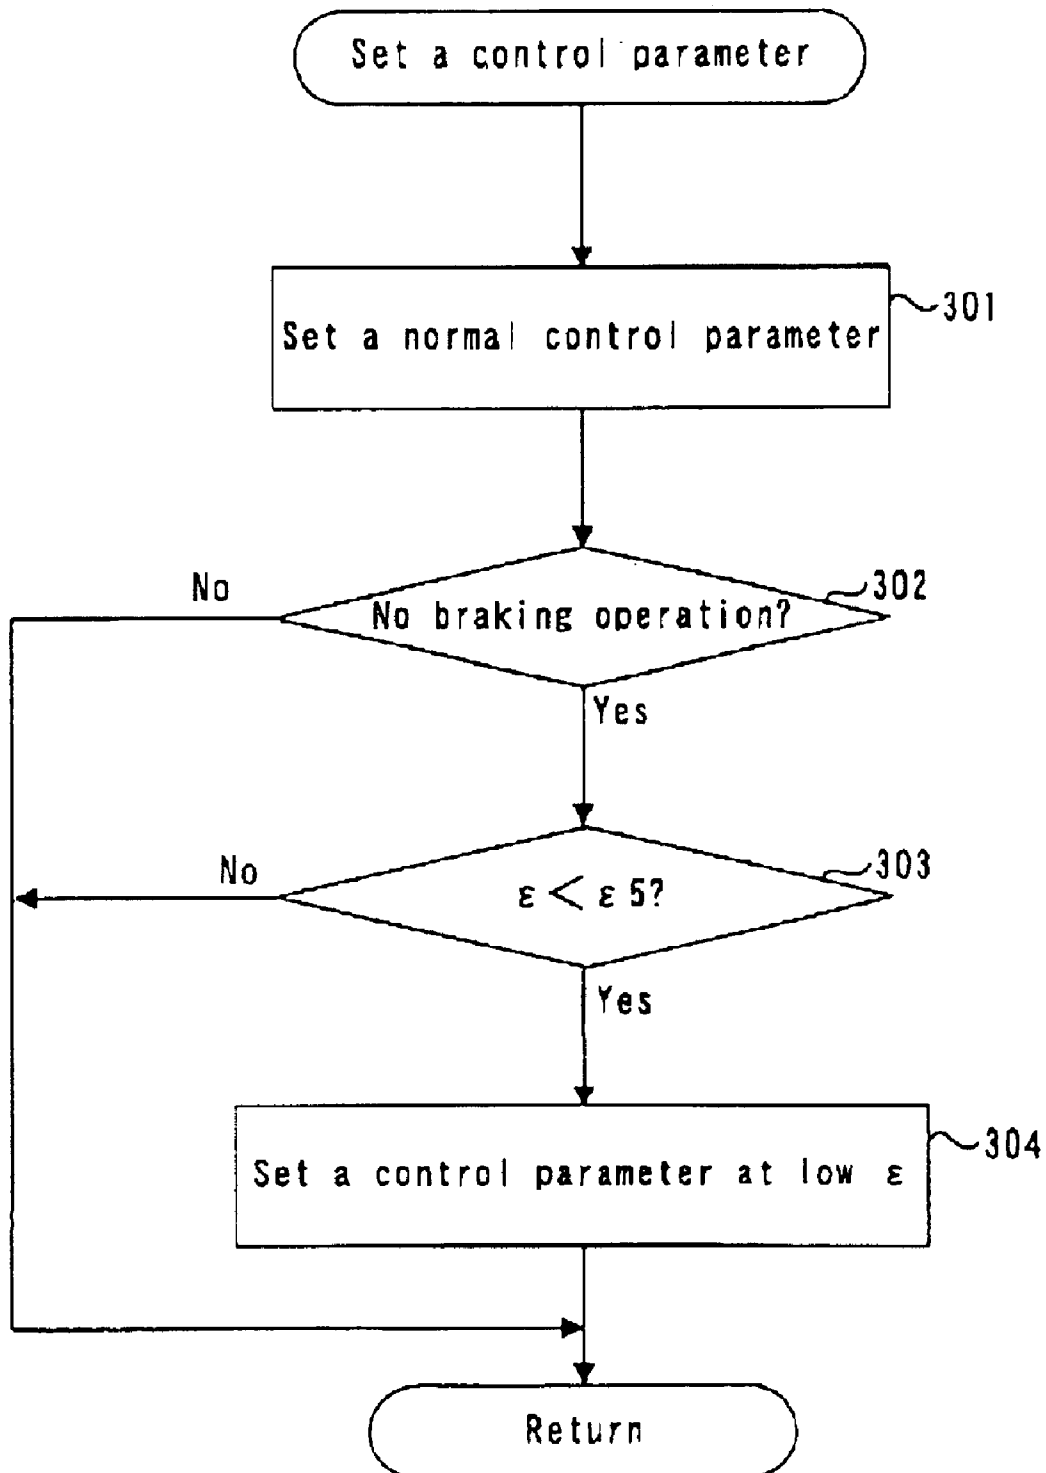 Set a control parameter
301
Set a normal control parameter
No
302
No braking operation?
Yes
No
303
ε < ε 5?
Yes
304
Set a control parameter at low ε
Return